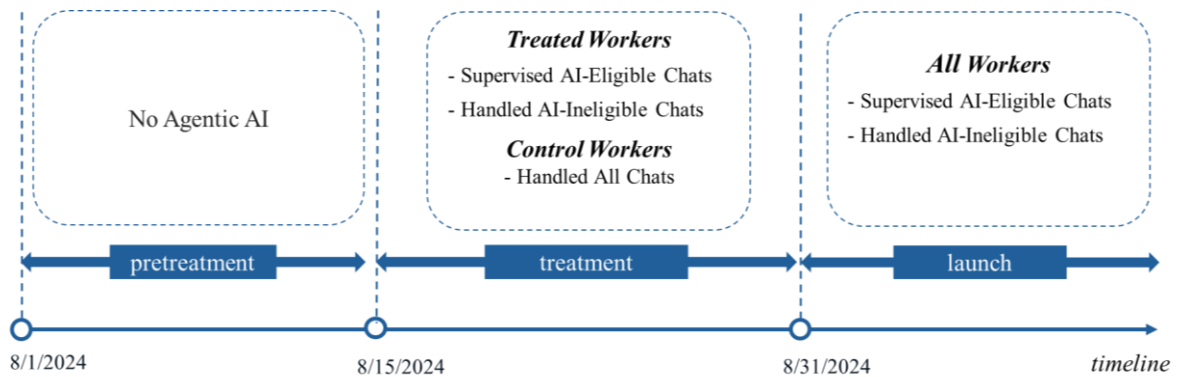 No Agentic AI
Treated Workers
- Supervised AI-Eligible Chats
- Handled AI-Ineligible Chats
Control Workers
- Handled All Chats
All Workers
- Supervised AI-Eligible Chats
- Handled AI-Ineligible Chats
pretreatment
treatment
launch
8/1/2024
8/15/2024
8/31/2024
timeline